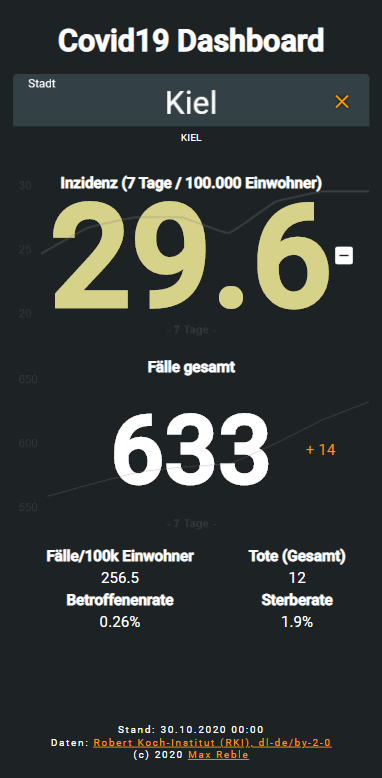 Covid19 Dashboard
Stadt
Kiel
KIEL
Inzidenz (7 Tage / 100.000 Einwohner)
30
25
20
29.6
- 7 Tage -
Fälle gesamt
650
600
550
633
+ 14
- 7 Tage -
Fälle/100k Einwohner
256.5
Tote (Gesamt)
12
Betroffenenrate
0.26%
Sterberate
1.9%
Stand: 30.10.2020 00:00
Daten: Robert Koch-Institut (RKI), dl-de/by-2-0
(c) 2020 Max Reble